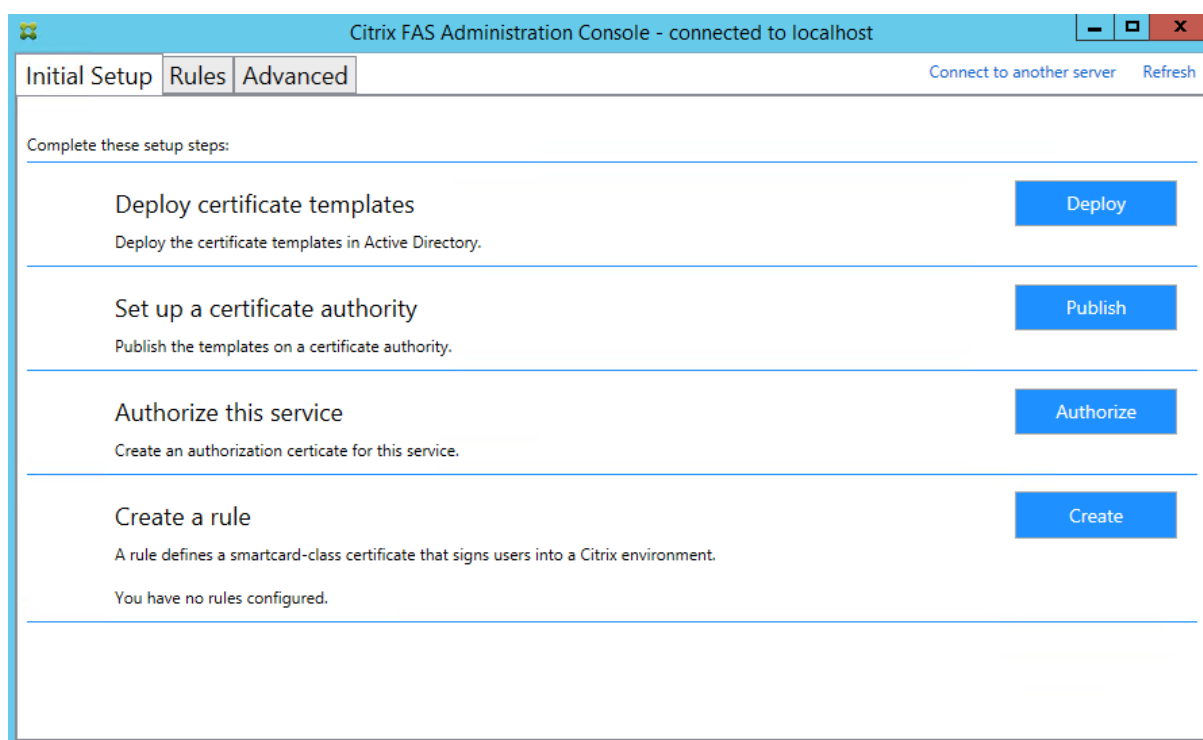 Citrix FAS Administration Console - connected to localhost
Initial Setup Rules Advanced Connect to another server Refresh
Complete these setup steps:
Deploy certificate templates
Deploy
Deploy the certificate templates in Active Directory.
Set up a certificate authority
Publish
Publish the templates on a certificate authority.
Authorize this service
Authorize
Create an authorization certicate for this service.
Create a rule
Create
A rule defines a smartcard-class certificate that signs users into a Citrix environment.
You have no rules configured.